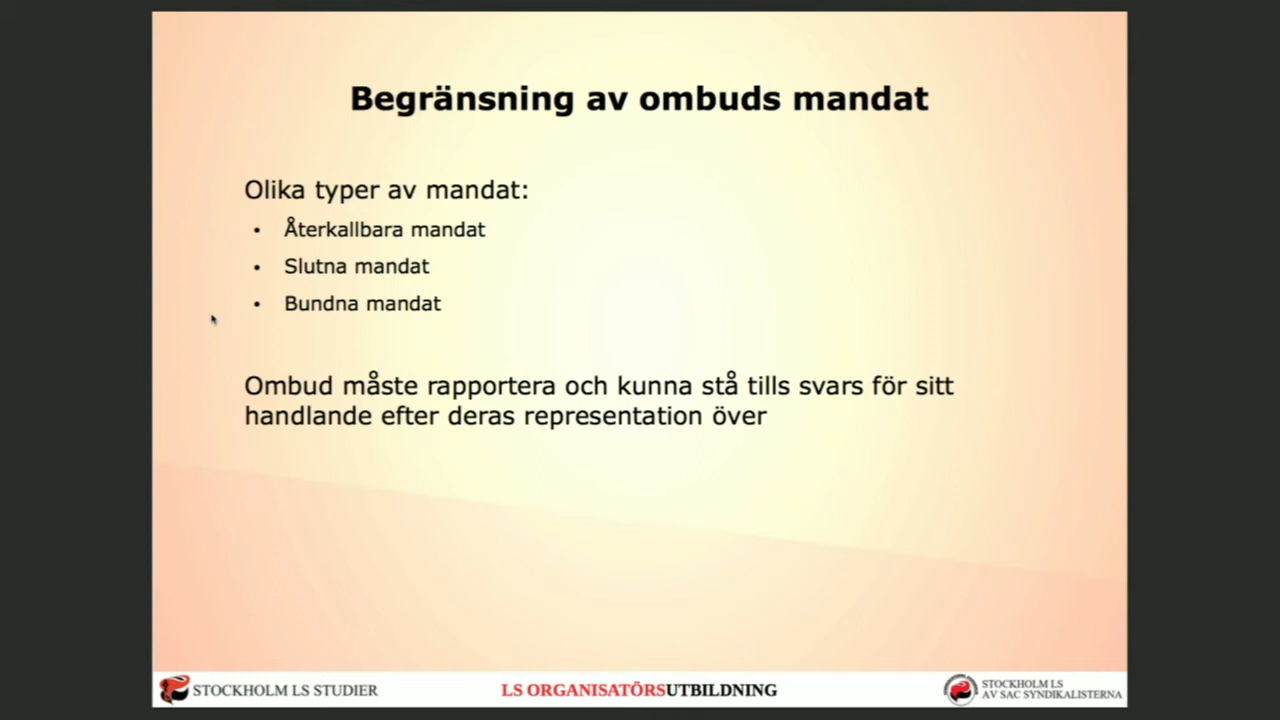 Begränsning av ombuds mandat
Olika typer av mandat:
• Återkallbara mandat
• Slutna mandat
• Bundna mandat
Ombud måste rapportera och kunna stå tills svars för sitt
handlande efter deras representation över
STOCKHOLM LS STUDIER
LS ORGANISATÖRSUTBILDNING
STOCKHOLM LS
AV SAC SYNDIKALISTERNA